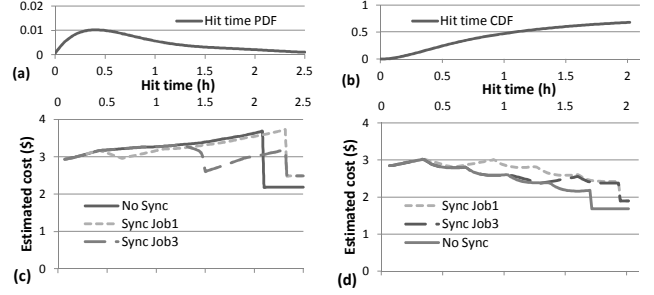 0.02
0.01
0.01
0.00
Hit time PDF
0 0.5 1 1.5 2 2.5
(a) Hit time (h)
1
0.5
0
Hit time CDF
0 1 2
(b) Hit time (h)
0 0.5 1 1.5 2 2.5
Estimated cost ($)
4
3
2
1
0
No Sync
Sync Job1
Sync Job3
(c)
0 0.5 1 1.5 2
Estimated cost ($)
4
3
2
1
0
Sync Job1
Sync Job3
No Sync
(d)